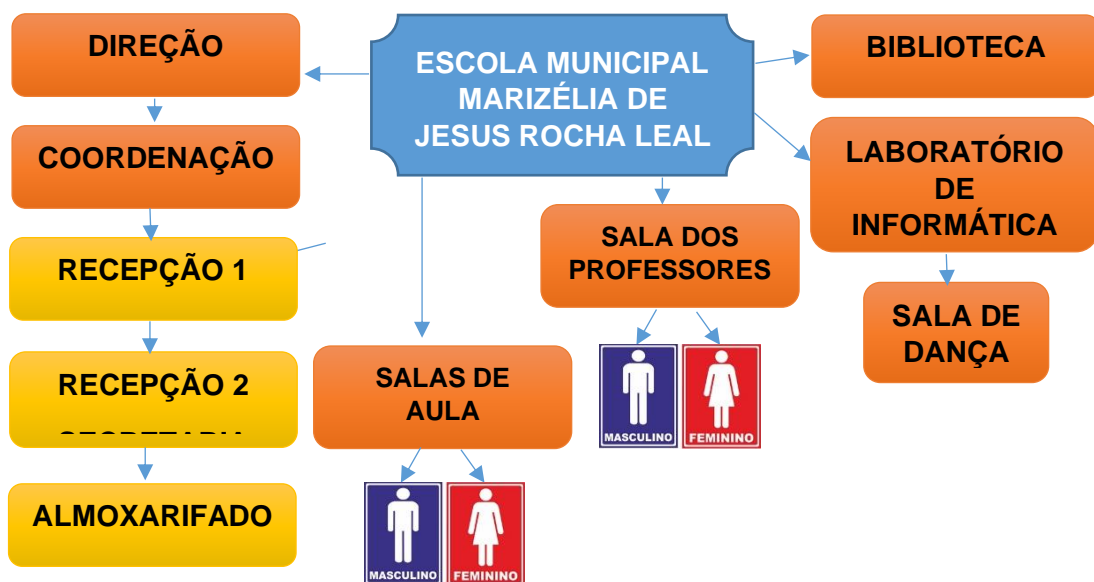 DIREÇÃO
ESCOLA MUNICIPAL
MARIZÉLIA DE
JESUS ROCHA LEAL
BIBLIOTECA
COORDENAÇÃO
LABORATÓRIO
DE
INFORMÁTICA
RECEPÇÃO 1
SALA DOS
PROFESSORES
SALA DE
DANÇA
RECEPÇÃO 2
SECRETARIA
SALAS DE
AULA
MASCULINO
FEMININO
ALMOXARIFADO
MASCULINO
FEMININO